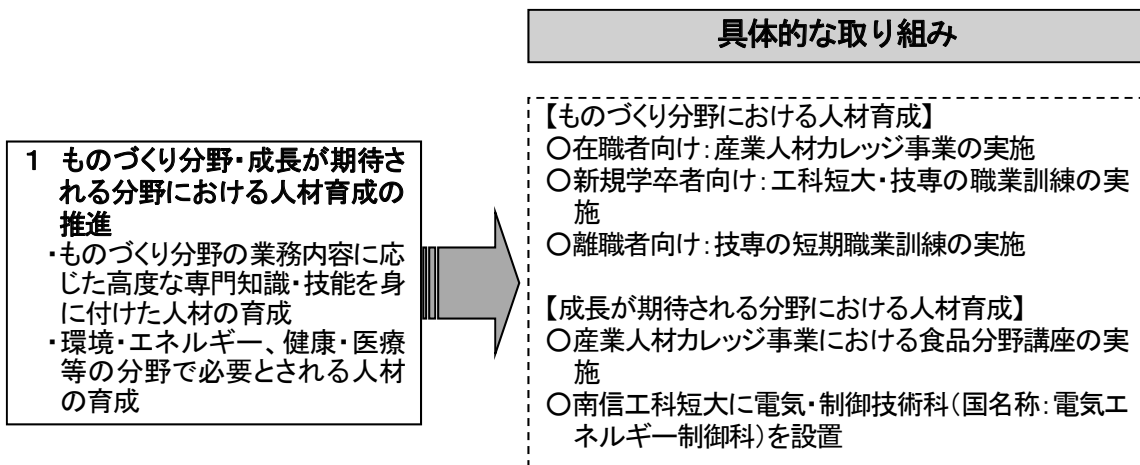 具体的な取り組み
1 ものづくり分野・成長が期待さ
れる分野における人材育成の
推進
・ものづくり分野の業務内容に応
じた高度な専門知識・技能を身
に付けた人材の育成
・環境・エネルギー、健康・医療
等の分野で必要とされる人材
の育成
【ものづくり分野における人材育成】
○在職者向け：産業人材カレッジ事業の実施
○新規学卒者向け：工科短大・技専の職業訓練の実
施
○離職者向け：技専の短期職業訓練の実施
【成長が期待される分野における人材育成】
○産業人材カレッジ事業における食品分野講座の実
施
○南信工科短大に電気・制御技術科（国名称：電気エ
ネルギー制御科）を設置